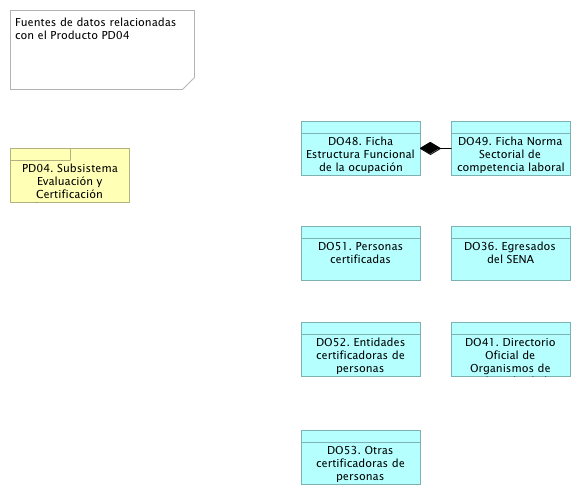 Fuentes de datos relacionadas
con el Producto PD04
DO48. Ficha
Estructura Funcional
de la ocupación
DO49. Ficha Norma
Sectorial de
competencia laboral
PD04. Subsistema
Evaluación y
Certificación
DO51. Personas
certificadas
DO36. Egresados
del SENA
DO52. Entidades
certificadoras de
personas
DO41. Directorio
Oficial de
Organismos de
DO53. Otras
certificadoras de
personas